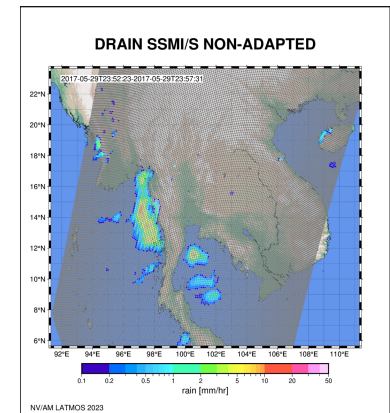 DRAIN SSMI/S NON-ADAPTED
2017-05-29T23:52:23-2017-05-29T23:57:31
22°N
20°N
18°N
16°N
14°N
12°N
10°N
8°N
6°N
92°E 94°E 96°E 98°E 100°E 102°E 104°E 106°E 108°E 110°E
0.1 0.2 0.5 1 2 5 10 20 50
rain [mm/hr]
NV/AM LATMOS 2023